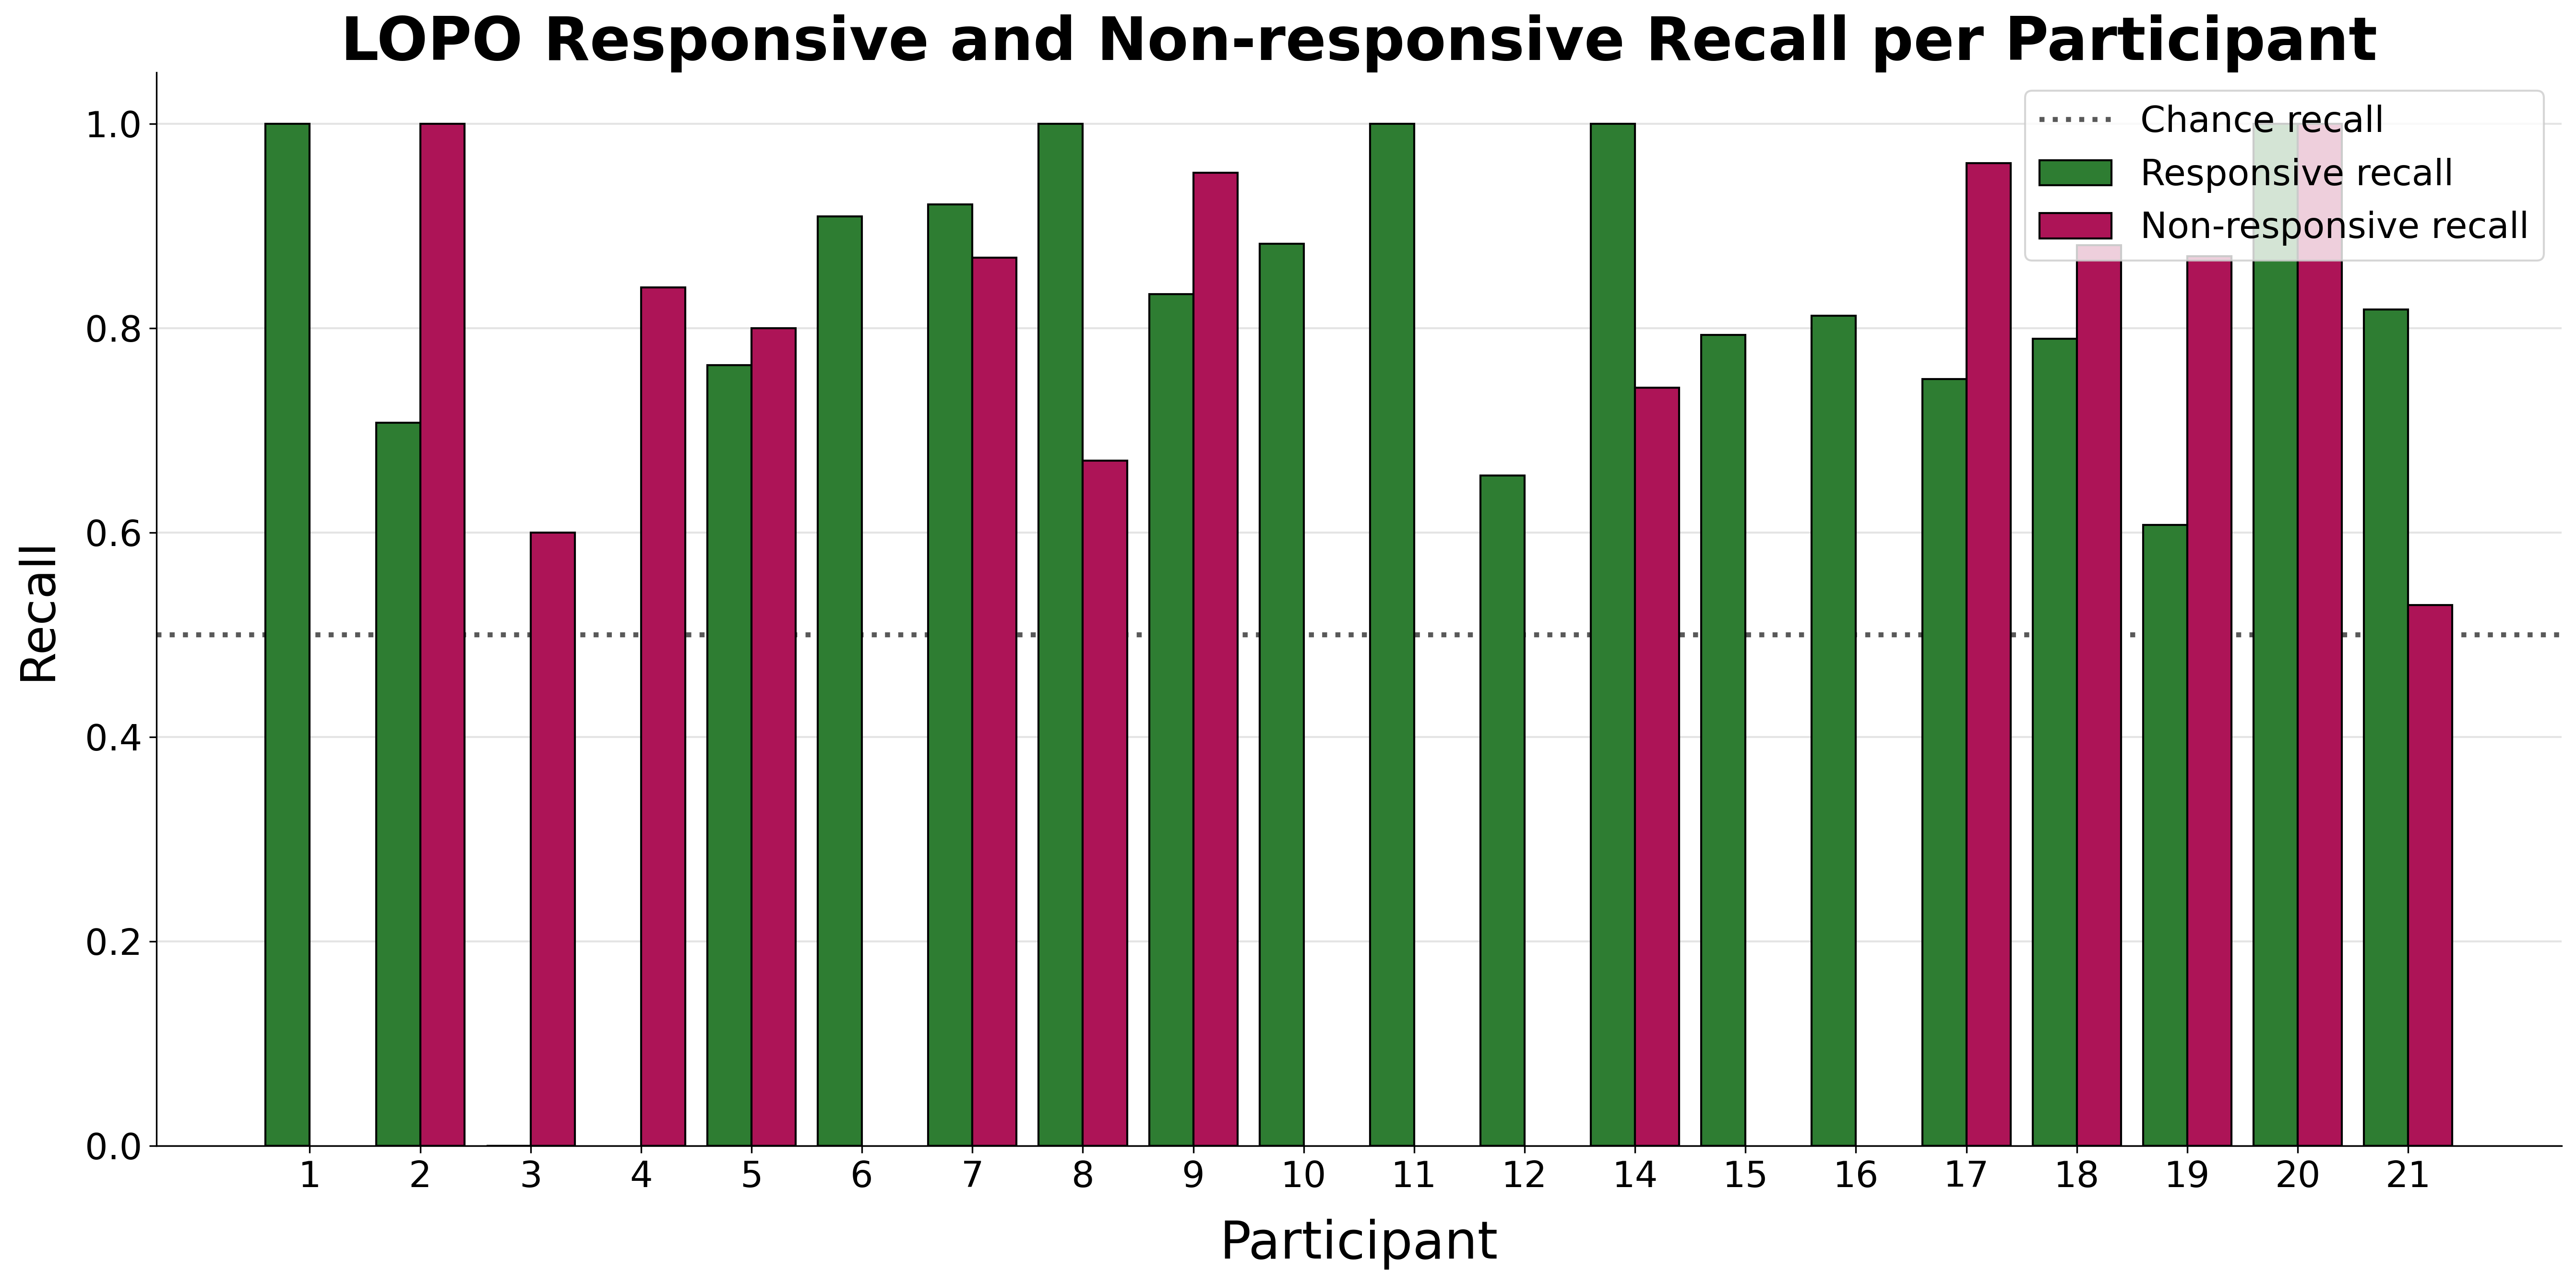 LOPO Responsive and Non-responsive Recall per Participant
Chance recall
Responsive recall
Non-responsive recall
Recall
1.0
0.8
0.6
0.4
0.2
0.0
1 2 3 4 5 6 7 8 9 10 11 12 14 15 16 17 18 19 20 21
Participant